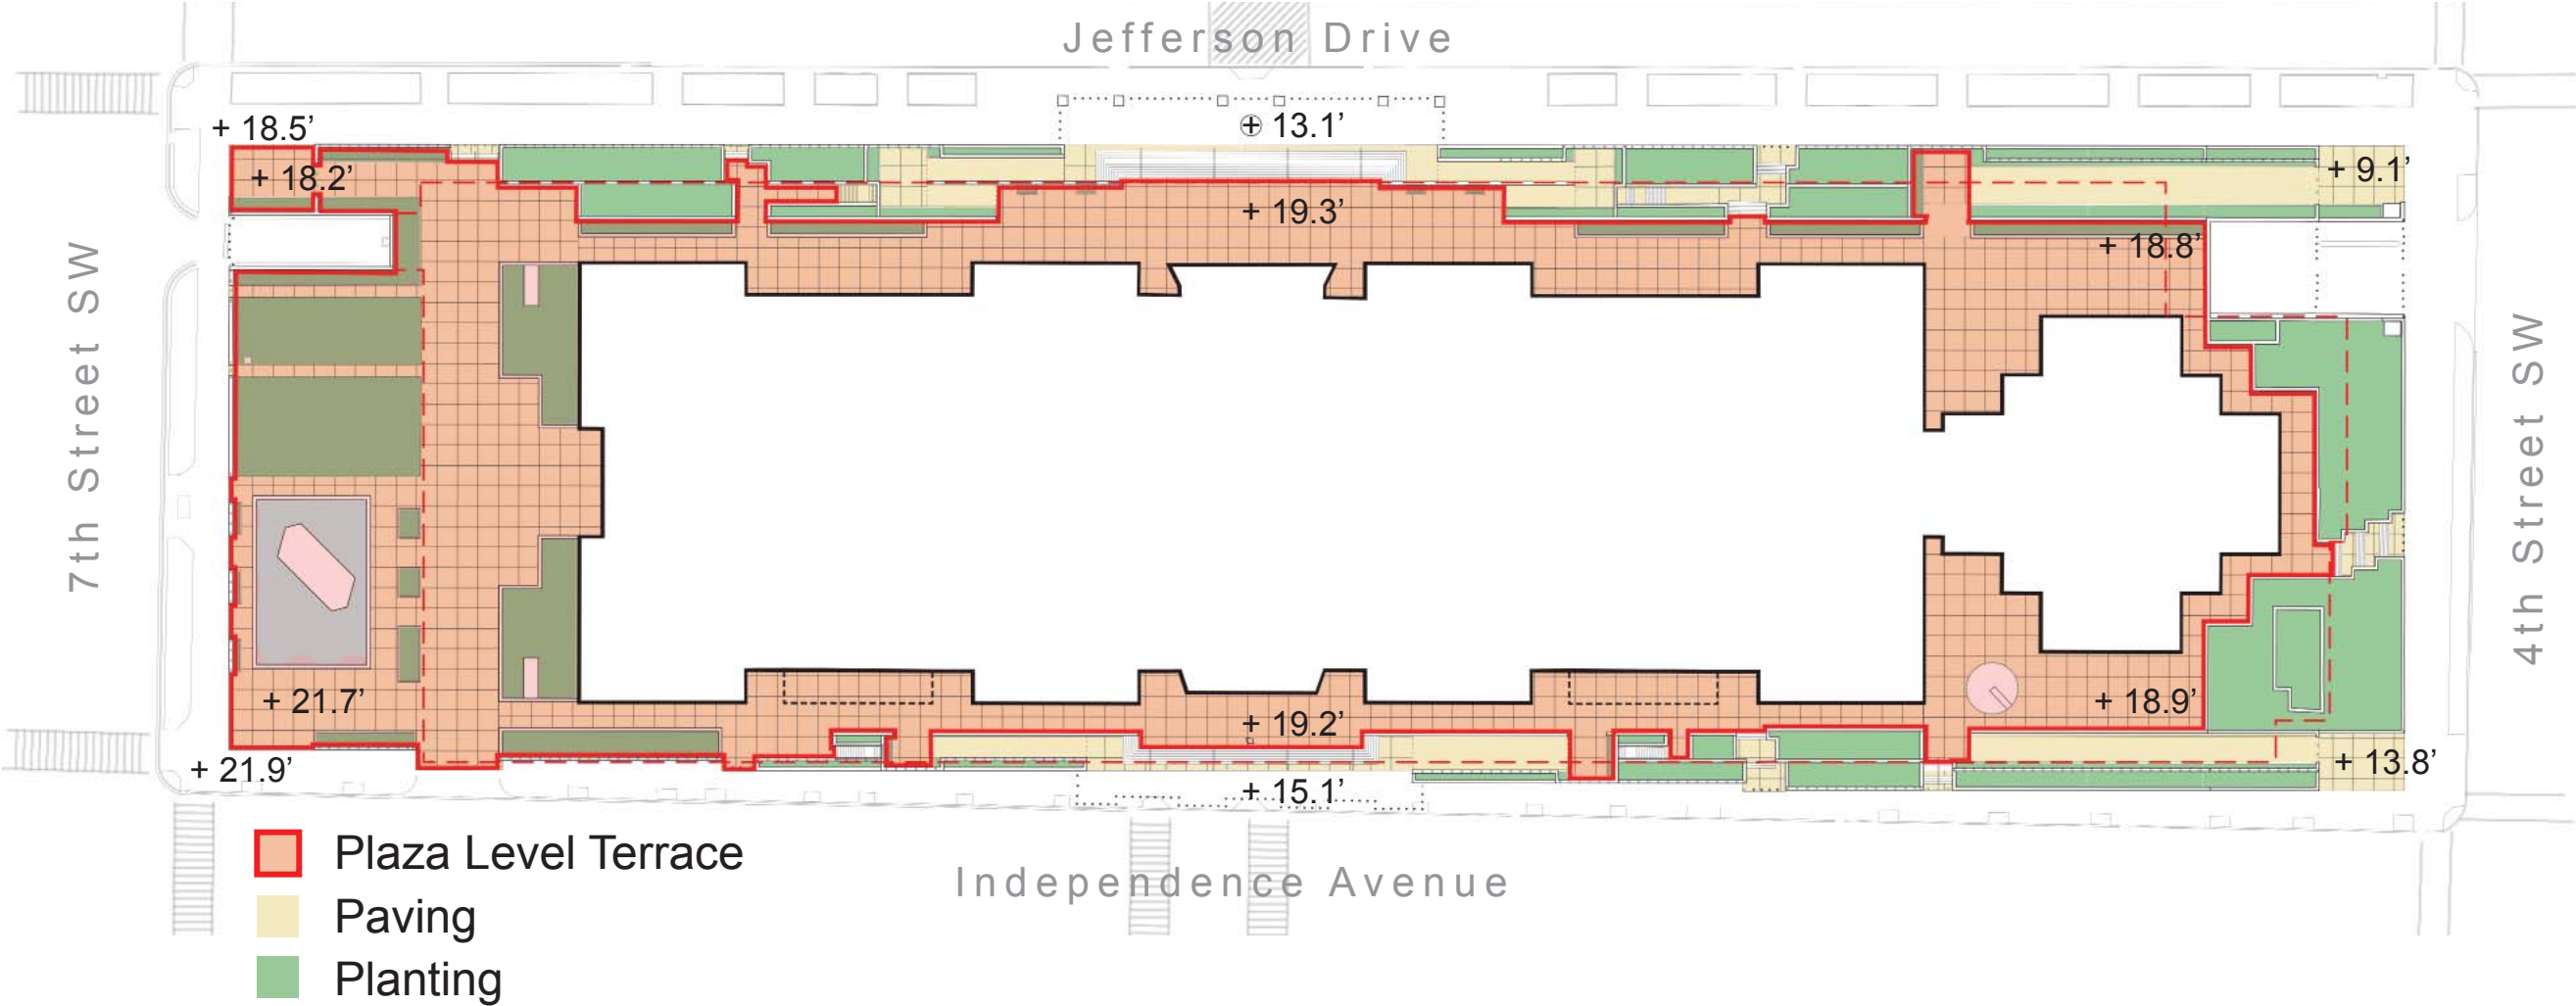 Jefferson Drive
+ 18.5’
⊕ 13.1’
+ 18.2’
+ 9.1’
+ 19.3’
+ 18.8’
7th Street SW
4th Street SW
+ 21.7’
+ 18.9’
+ 19.2’
+ 21.9’
+ 13.8’
+ 15.1’
Plaza Level Terrace
Independence Avenue
Paving
Planting